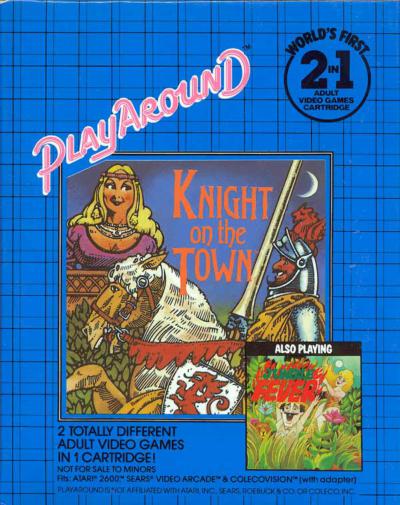 PLAYAROUND™
WORLD'S FIRST
2 IN 1
ADULT
VIDEO GAMES
CARTRIDGE
KNIGHT
ON the
TOWN
ALSO PLAYING
JUNGLE
FEVER
2 TOTALLY DIFFERENT
ADULT VIDEO GAMES
IN 1 CARTRIDGE!
NOT FOR SALE TO MINORS
Fits: ATARI® 2600™ SEARS® VIDEO ARCADE™ & COLECOVISION™ (with adapter)
PLAYAROUND IS NOT AFFILIATED WITH ATARI, INC., SEARS, ROEBUCK & CO. OR COLECO, INC.